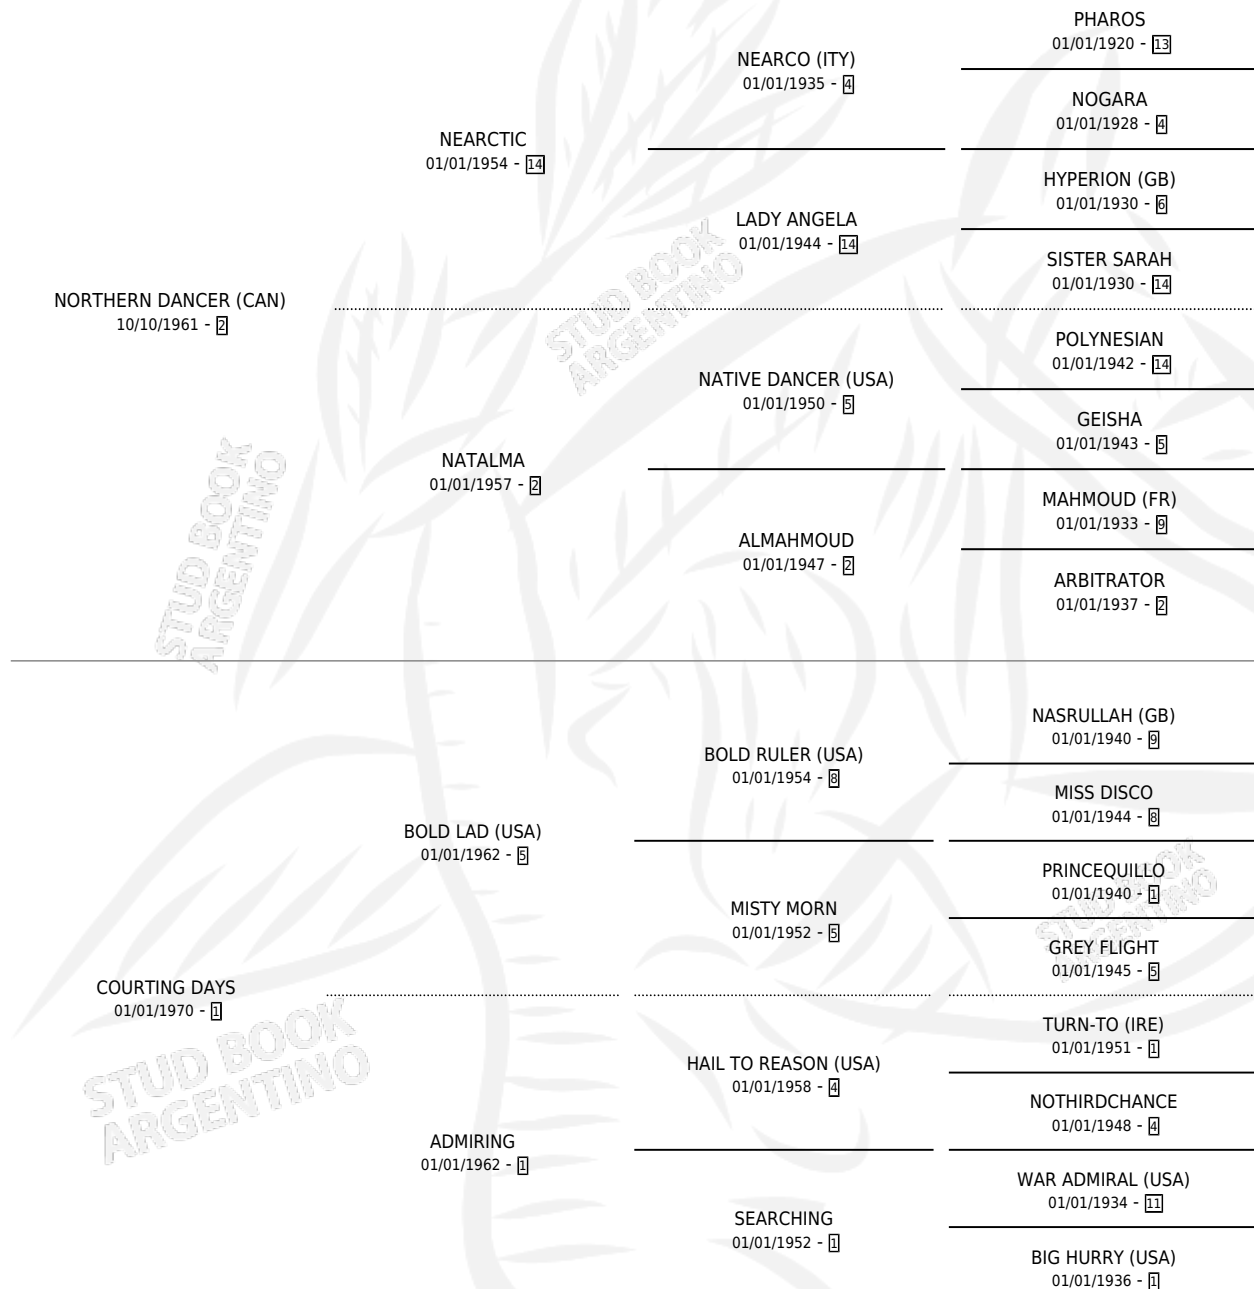 PHAROS
01/01/1920 - 13
NEARCO (ITY)
01/01/1935 - 4
NOGARA
01/01/1928 - 4
NEARCTIC
01/01/1954 - 14
HYPERION (GB)
01/01/1930 - 6
LADY ANGELA
01/01/1944 - 14
SISTER SARAH
01/01/1930 - 14
NORTHERN DANCER (CAN)
10/10/1961 - 2
POLYNESIAN
01/01/1942 - 14
NATIVE DANCER (USA)
01/01/1950 - 5
GEISHA
01/01/1943 - 5
NATALMA
01/01/1957 - 2
MAHMOUD (FR)
01/01/1933 - 9
ALMAHMOUD
01/01/1947 - 2
ARBITRATOR
01/01/1937 - 2
STUD BOOK
ARGENTINO
STUD BOOK
ARGENTINO
NASRULLAH (GB)
01/01/1940 - 9
BOLD RULER (USA)
01/01/1954 - 8
MISS DISCO
01/01/1944 - 8
BOLD LAD (USA)
01/01/1962 - 5
PRINCEQUILLO
01/01/1940 - 1
MISTY MORN
01/01/1952 - 5
GREY FLIGHT
01/01/1945 - 5
STUD BOOK
ARGENTINO
COURTING DAYS
01/01/1970 - 1
TURN-TO (IRE)
01/01/1951 - 1
HAIL TO REASON (USA)
01/01/1958 - 4
NOTHIRDCHANCE
01/01/1948 - 4
STUD BOOK
ARGENTINO
ADMIRING
01/01/1962 - 1
WAR ADMIRAL (USA)
01/01/1934 - 11
SEARCHING
01/01/1952 - 1
BIG HURRY (USA)
01/01/1936 - 1